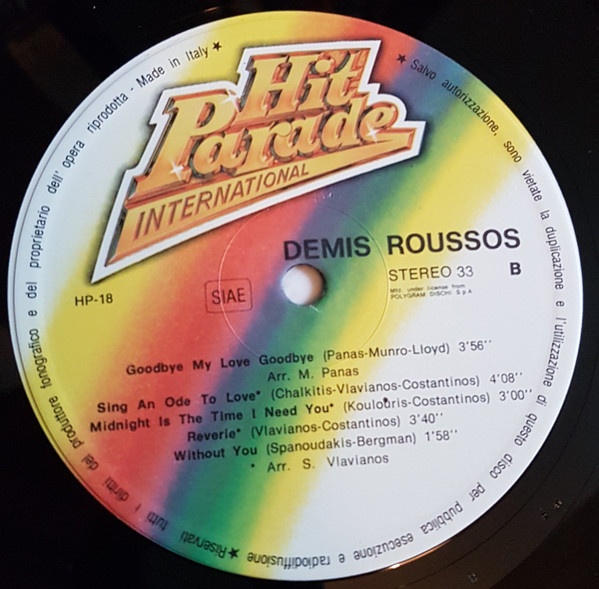 Hit
Parade
INTERNATIONAL
DEMIS ROUSSOS
STEREO 33
B
Mfd. under license from
POLYGRAM DISCHI S.p.A
HP-18
SIAE
Goodbye My Love Goodbye (Panas-Munro-Lloyd) 3'56''
Arr. M. Panas
Sing An Ode To Love* (Chalkitis-Vlavianos-Costantinos) 4'08''
Midnight Is The Time I Need You* (Koulouris-Costantinos) 3'00''
Reverie* (Vlavianos-Costantinos) 3'40''
Without You (Spanoudakis-Bergman) 1'58''
* Arr. S. Vlavianos
★ Riservati tutti i diritti del produttore fonografico e del proprietario dell' opera riprodotta - Made in Italy ★ Salvo autorizzazione, sono vietate la duplicazione e l'utilizzazione di questo disco per pubblica esecuzione e radiodiffusione